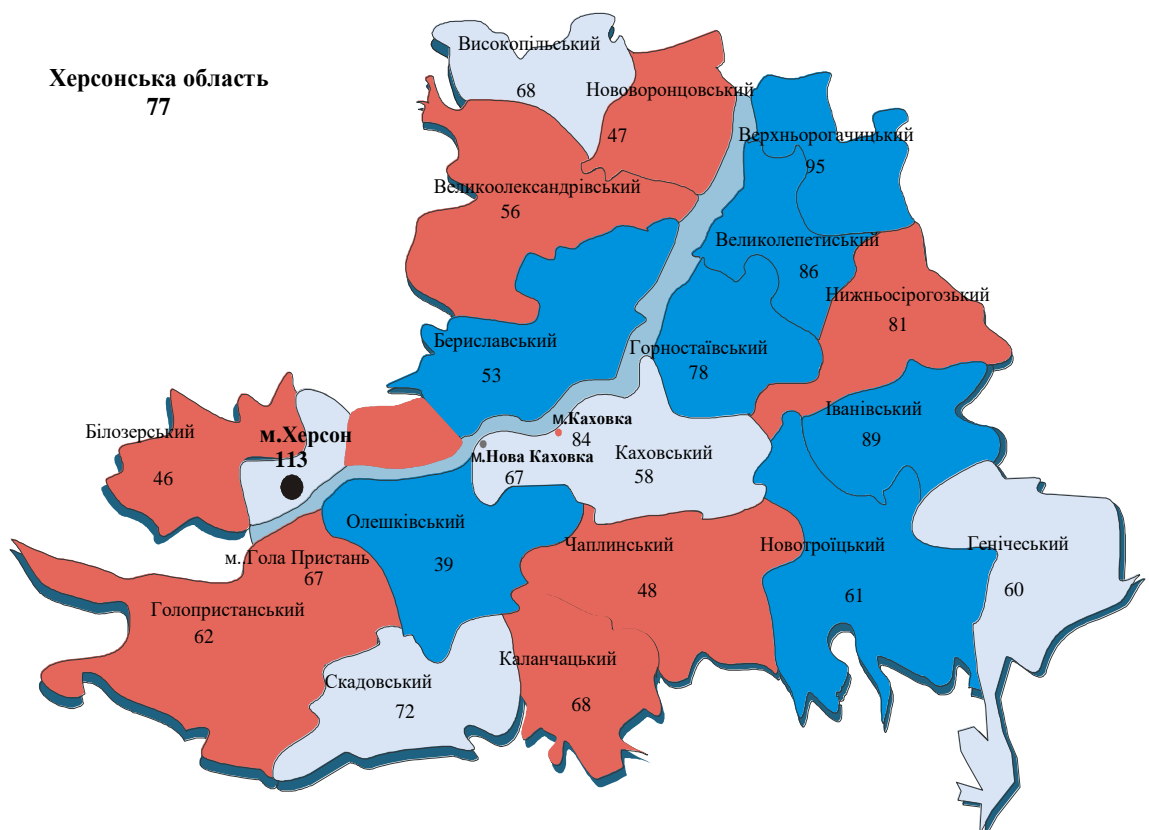 Високопільський
68
Херсонська область
77
Нововоронцовський
47
Верхньорогачицький
95
Великоолександрівський
56
Великолепетиський
86
Нижньосірогозький
81
Бериславський
53
Горностаївський
78
Іванівський
89
м.Каховка
84
Білозерський
46
м.Херсон
113
м.Нова Каховка
67
Каховський
58
Олешківський
39
Чаплинський
48
Новотроїцький
61
Генічеський
60
м..Гола Пристань
67
Голопристанський
62
Каланчацький
68
Скадовський
72